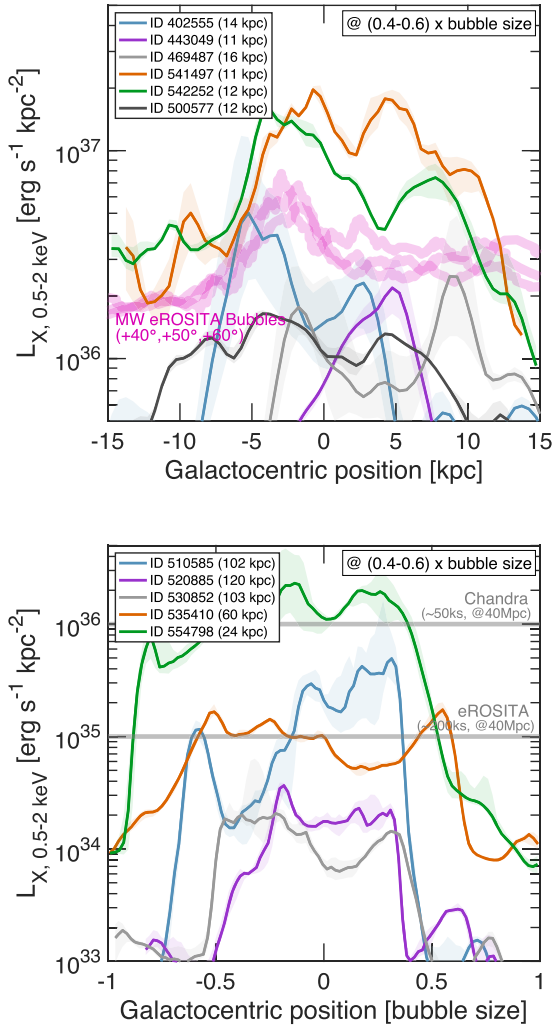 ID 402555 (14 kpc)
ID 443049 (11 kpc)
ID 469487 (16 kpc)
ID 541497 (11 kpc)
ID 542252 (12 kpc)
ID 500577 (12 kpc)
@ (0.4-0.6) x bubble size
10^37
10^36
L_X, 0.5-2 keV [erg s^-1 kpc^-2]
MW eROSITA Bubbles
(+40°,+50°,+60°)
-15 -10 -5 0 5 10 15
Galactocentric position [kpc]
ID 510585 (102 kpc)
ID 520885 (120 kpc)
ID 530852 (103 kpc)
ID 535410 (60 kpc)
ID 554798 (24 kpc)
@ (0.4-0.6) x bubble size
Chandra
(~50ks, @40Mpc)
eROSITA
(~200ks, @40Mpc)
10^36
10^35
10^34
10^33
L_X, 0.5-2 keV [erg s^-1 kpc^-2]
-1 -0.5 0 0.5 1
Galactocentric position [bubble size]